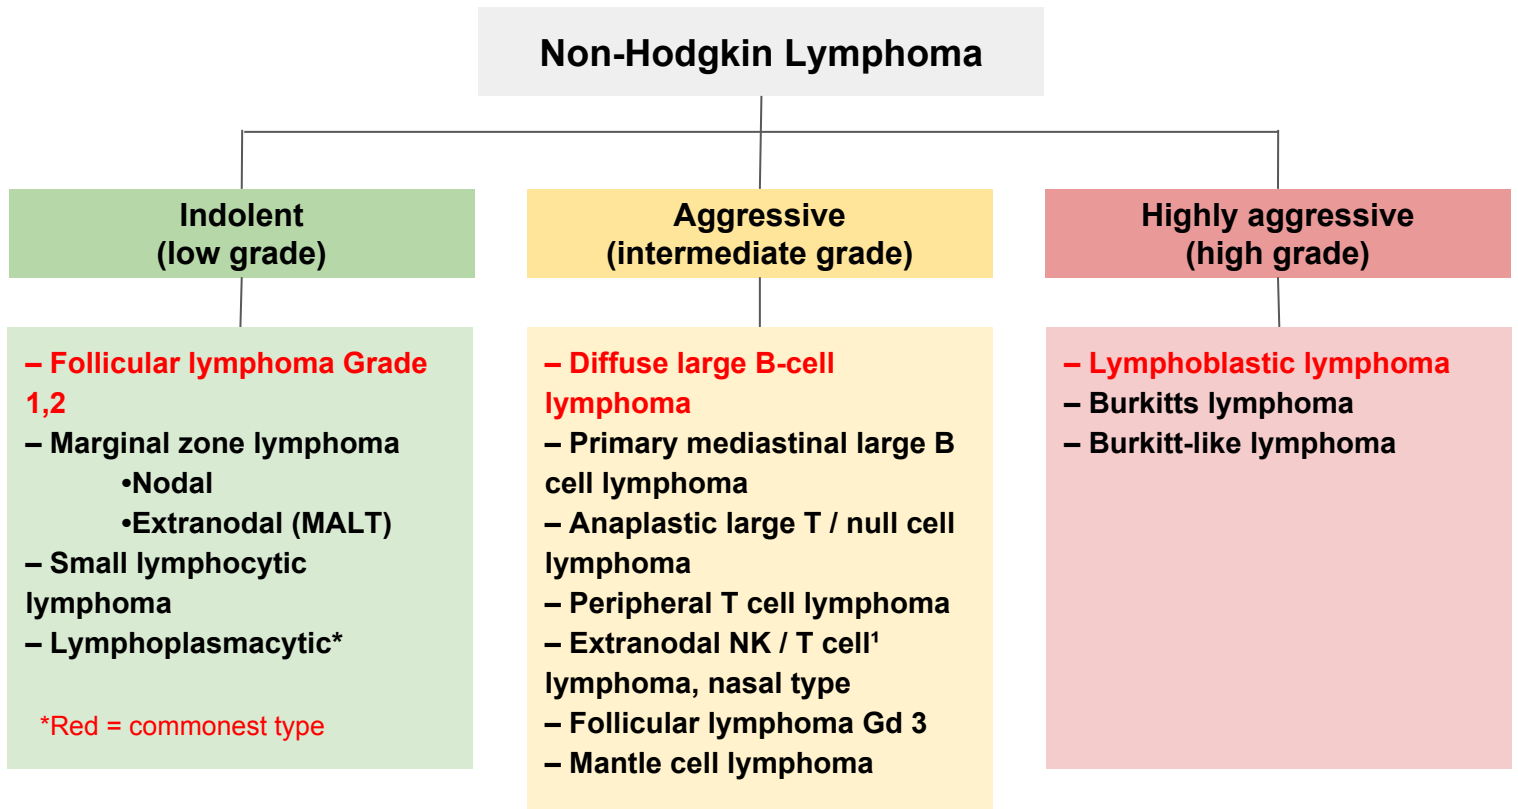 Non-Hodgkin Lymphoma
Indolent
(low grade)
– Follicular lymphoma Grade
1,2
– Marginal zone lymphoma
•Nodal
•Extranodal (MALT)
– Small lymphocytic
lymphoma
– Lymphoplasmacytic*
*Red = commonest type
Aggressive
(intermediate grade)
– Diffuse large B-cell
lymphoma
– Primary mediastinal large B
cell lymphoma
– Anaplastic large T / null cell
lymphoma
– Peripheral T cell lymphoma
– Extranodal NK / T cell¹
lymphoma, nasal type
– Follicular lymphoma Gd 3
– Mantle cell lymphoma
Highly aggressive
(high grade)
– Lymphoblastic lymphoma
– Burkitts lymphoma
– Burkitt-like lymphoma